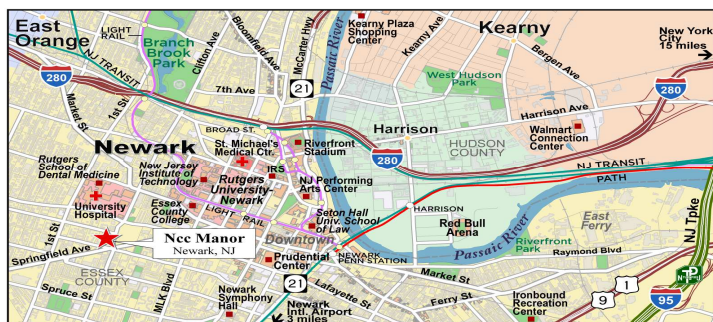 East
Orange
LIGHT
RAIL
Branch
Brook
Park
Clifton Ave
Bloomfield Ave
McCarter Hwy
21
Passaic River
Kearny Plaza
Shopping
Center
Kearny Ave
Kearny
Bergen Ave
New York
City
15 miles
NJ TRANSIT
280
Market St
1st St
7th Ave
West Hudson
Park
Harrison Ave
280
BROAD ST.
Newark
St. Michael's
Medical Ctr.
Riverfront
Stadium
Harrison
280
HUDSON
COUNTY
Walmart
Connection
Center
NJ TRANSIT
PATH
Rutgers
School of
Dental Medicine
New Jersey
Institute of
Technology
IRS
Rutgers
University-
Newark
NJ Performing
Arts Center
University
Hospital
Essex
County
College
LIGHT RAIL
Seton Hall
Univ. School
of Law
HARRISON
Red Bull
Arena
East
Ferry
NJ Tpke
1st St
Springfield Ave
Ncc Manor
Newark, NJ
Downtown
NEWARK
PENN STATION
Passaic River
Riverfront
Park
Raymond Blvd
ESSEX
COUNTY
Prudential
Center
Market St
Spruce St
MLK Blvd
Newark
Symphony
Hall
21
Lafayette St
Newark
Intl. Airport
3 miles
Ferry St
Ironbound
Recreation
Center
9
1
95